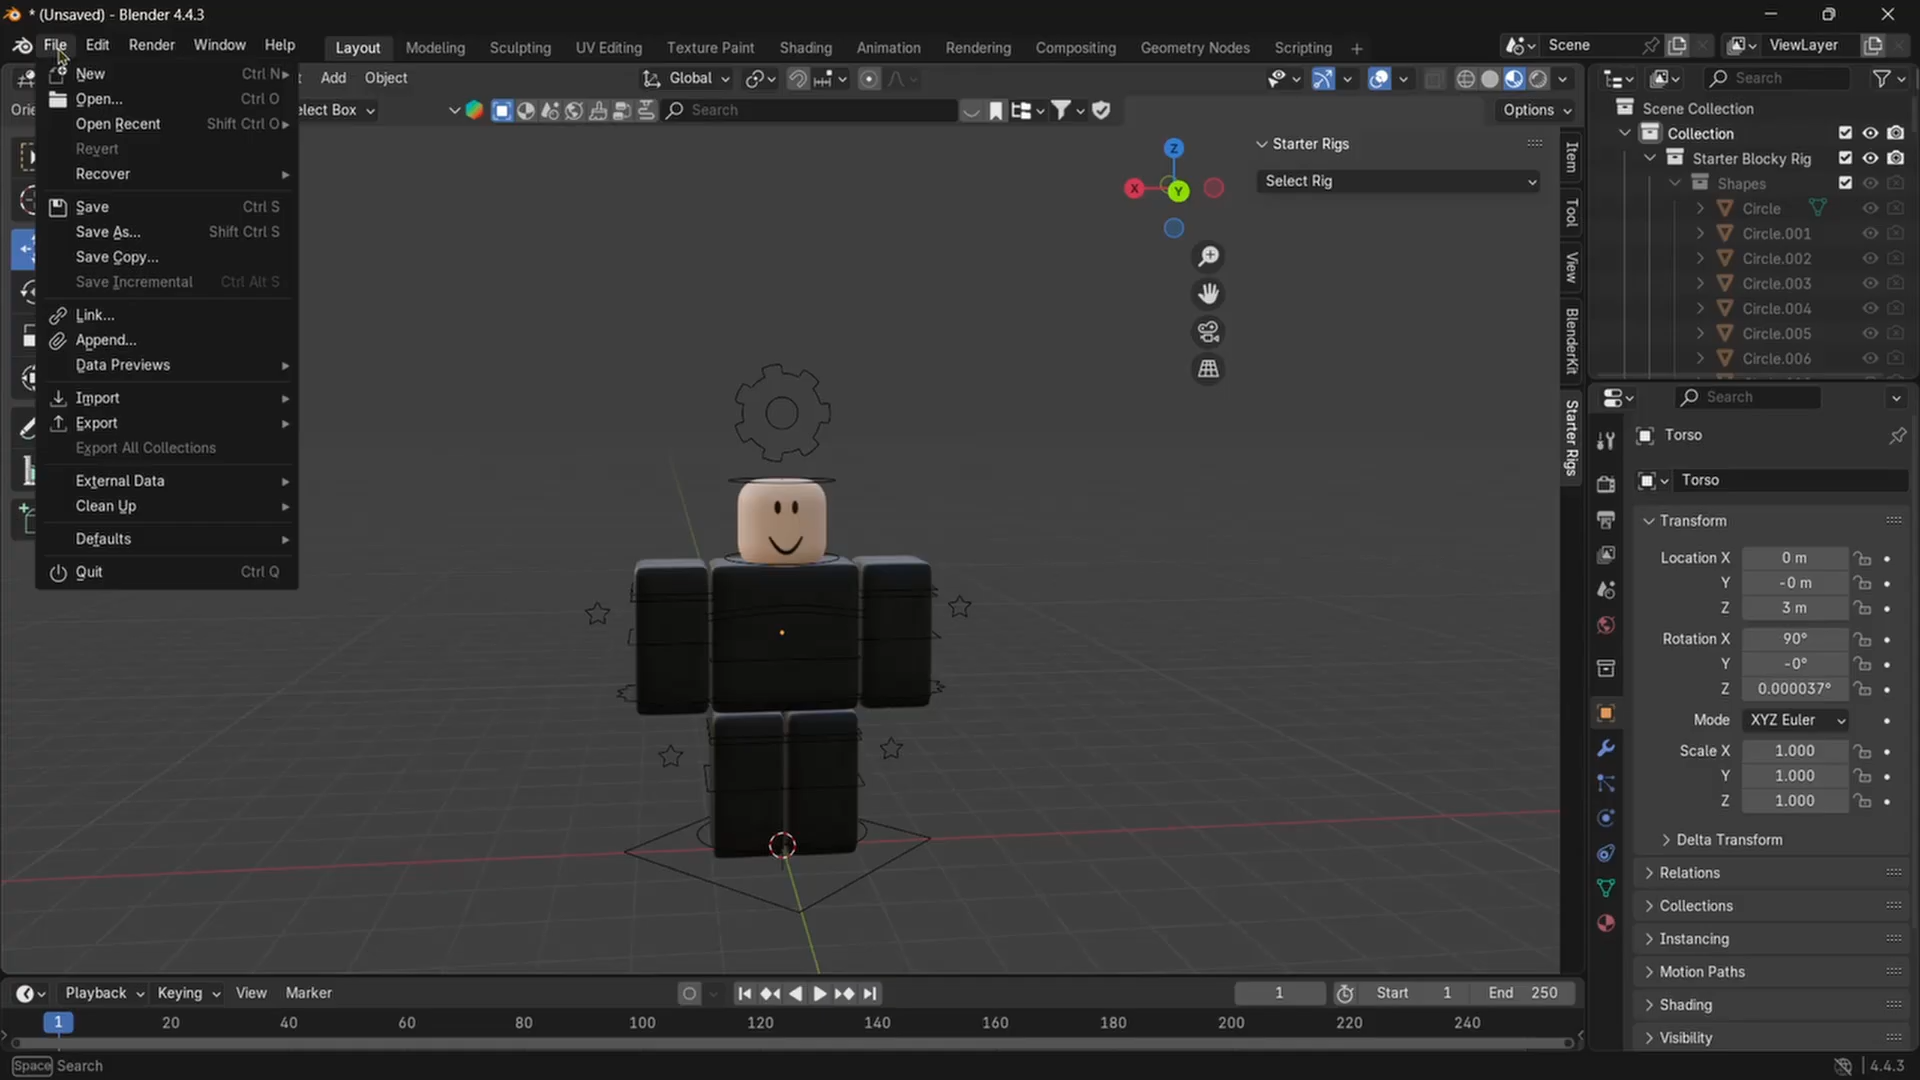 * (Unsaved) - Blender 4.4.3
File Edit Render Window Help
Layout Modeling Sculpting UV Editing Texture Paint Shading Animation Rendering Compositing Geometry Nodes Scripting +
Scene
ViewLayer
New Ctrl N
Open... Ctrl O
Open Recent Shift Ctrl O
Revert
Recover
Save Ctrl S
Save As... Shift Ctrl S
Save Copy...
Save Incremental Ctrl Alt S
Link...
Append...
Data Previews
Import
Export
Export All Collections
External Data
Clean Up
Defaults
Quit Ctrl Q
Add Object
Global
Search
Options
Starter Rigs
Select Rig
Z
X
Y
Item
Tool
View
BlenderKit
Starter Rigs
Search
Scene Collection
Collection
Starter Blocky Rig
Shapes
Circle
Circle.001
Circle.002
Circle.003
Circle.004
Circle.005
Circle.006
Search
Torso
Torso
Transform
Location X 0 m
Y -0 m
Z 3 m
Rotation X 90°
Y -0°
Z 0.000037°
Mode XYZ Euler
Scale X 1.000
Y 1.000
Z 1.000
Delta Transform
Relations
Collections
Instancing
Motion Paths
Shading
Visibility
Playback Keying View Marker
1
Start 1
End 250
1 20 40 60 80 100 120 140 160 180 200 220 240
Space Search
4.4.3